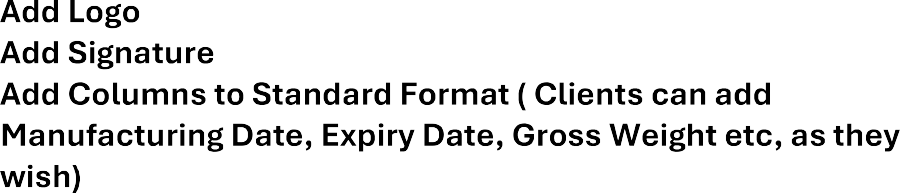 Add Logo
Add Signature
Add Columns to Standard Format ( Clients can add
Manufacturing Date, Expiry Date, Gross Weight etc, as they
wish)